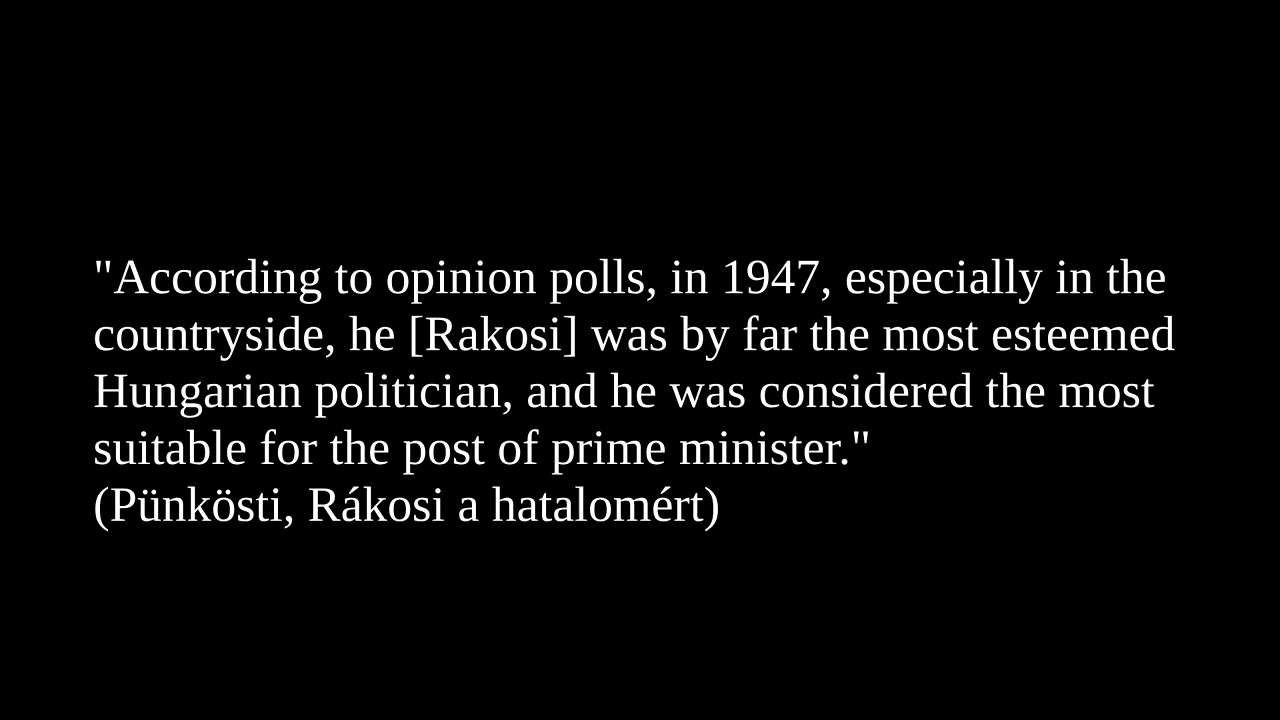 "According to opinion polls, in 1947, especially in the
countryside, he [Rakosi] was by far the most esteemed
Hungarian politician, and he was considered the most
suitable for the post of prime minister."
(Pünkösti, Rákosi a hatalomért)